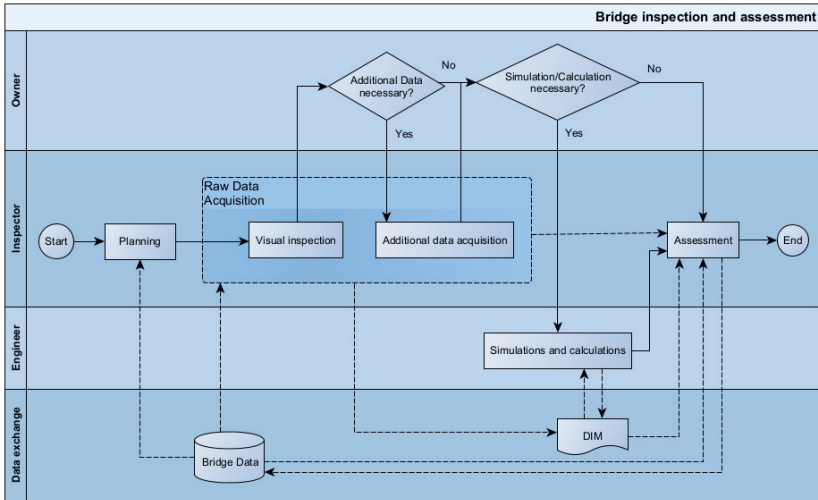 Bridge inspection and assessment
Owner
Additional Data
necessary?
No
Yes
Simulation/Calculation
necessary?
No
Yes
Inspector
Raw Data
Acquisition
Start
Planning
Visual inspection
Additional data acquisition
Assessment
End
Engineer
Simulations and calculations
Data exchange
Bridge Data
DIM